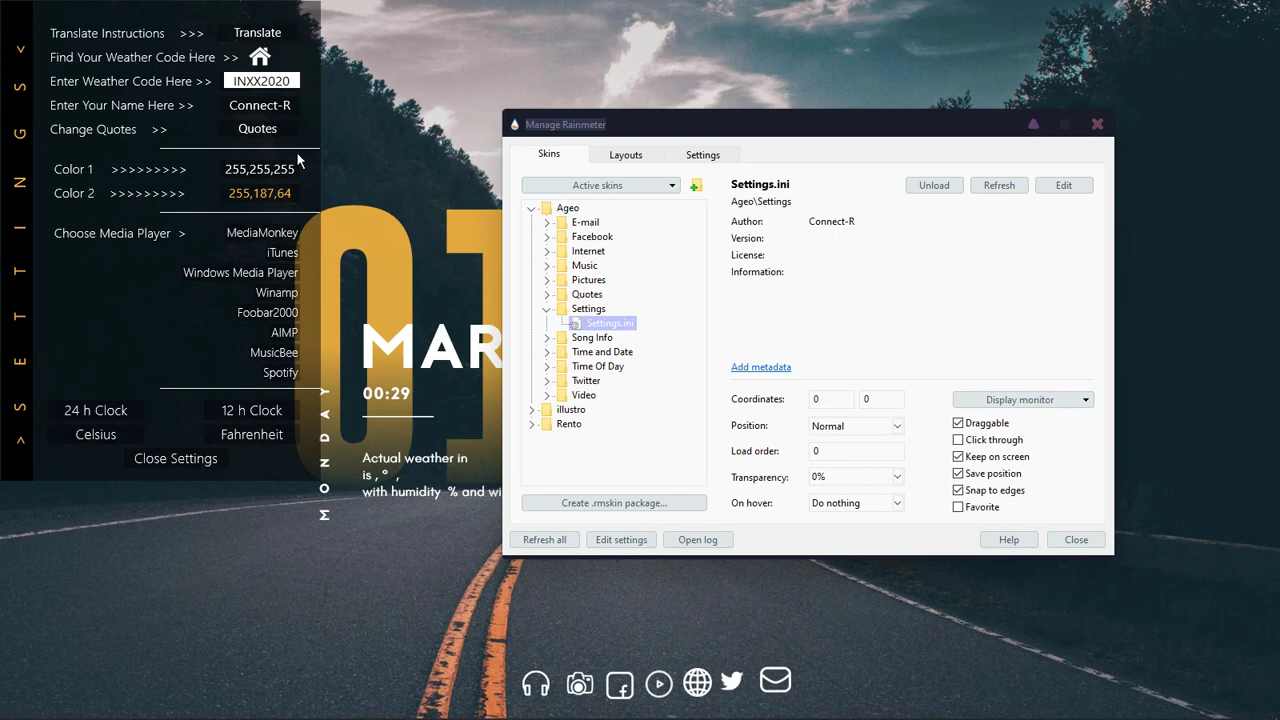 Translate Instructions >>> Translate
Find Your Weather Code Here >>
Enter Weather Code Here >> INXX2020
Enter Your Name Here >> Connect-R
Change Quotes >> Quotes
Color 1 >>>>>>>>> 255,255,255
Color 2 >>>>>>>>> 255,187,64
Choose Media Player > MediaMonkey
iTunes
Windows Media Player
Winamp
Foobar2000
AIMP
MusicBee
Spotify
24 h Clock 12 h Clock
Celsius Fahrenheit
Close Settings
> SETTINGS <
MONDAY
MAR
00:29
Actual weather in
is , ° ,
with humidity % and wi
Manage Rainmeter
Skins Layouts Settings
Active skins
Ageo
E-mail
Facebook
Internet
Music
Pictures
Quotes
Settings
Settings.ini
Song Info
Time and Date
Time Of Day
Twitter
Video
illustro
Rento
Create .rmskin package...
Settings.ini Unload Refresh Edit
Ageo\Settings
Author: Connect-R
Version:
License:
Information:
Add metadata
Coordinates: 0 0 Display monitor
Position: Normal
Load order: 0
Transparency: 0%
On hover: Do nothing
Draggable
Click through
Keep on screen
Save position
Snap to edges
Favorite
Refresh all Edit settings Open log Help Close